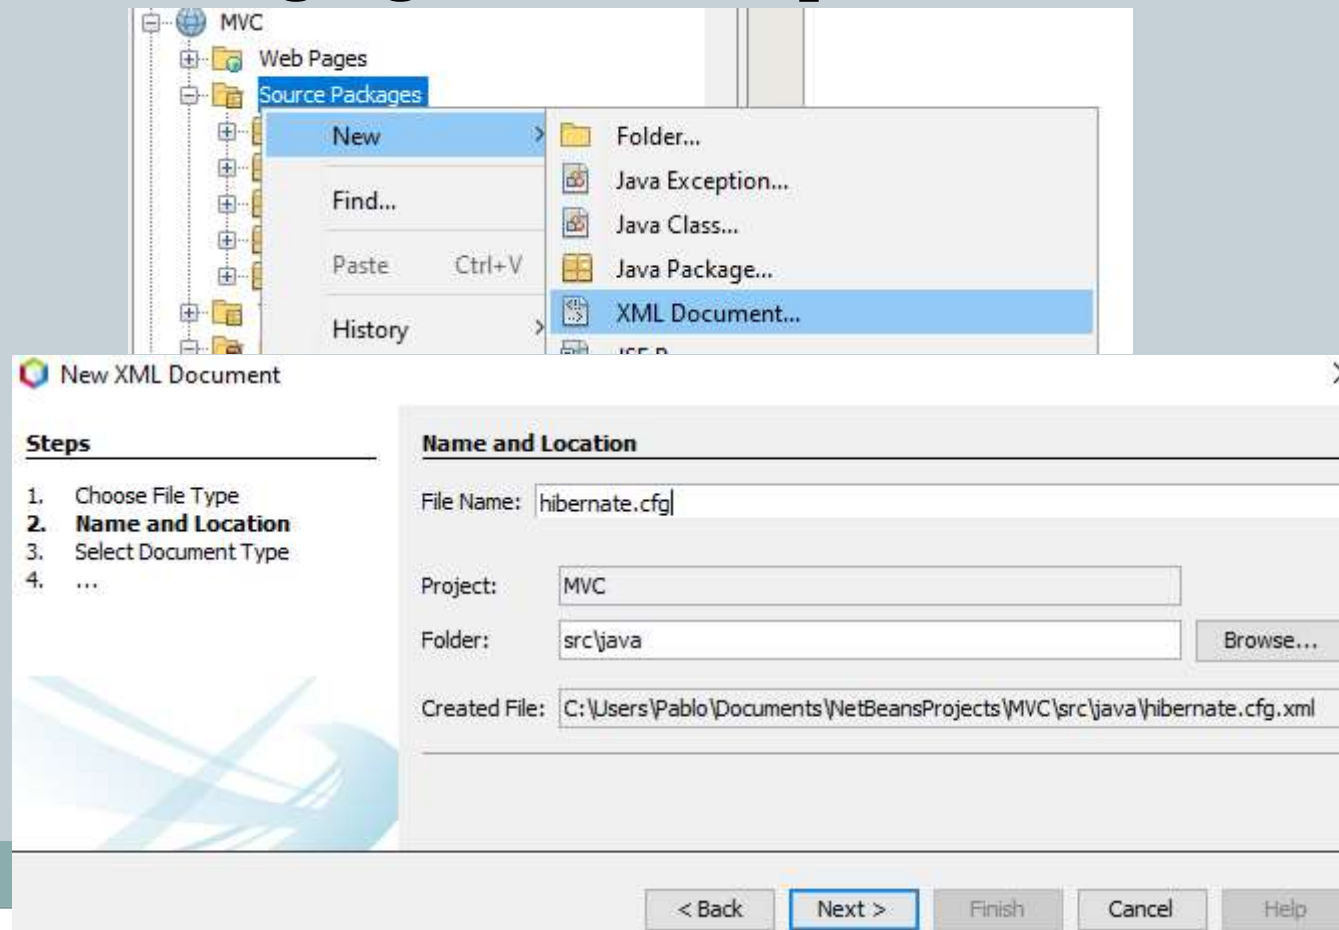 MVC
Web Pages
Source Packages
New
Folder...
Java Exception...
Find...
Java Class...
Paste Ctrl+V
Java Package...
XML Document...
History
New XML Document
Steps
1. Choose File Type
2. Name and Location
3. Select Document Type
4. ...
Name and Location
File Name: hibernate.cfg
Project: MVC
Folder: src\java Browse...
Created File: C:\Users\Pablo\Documents\NetBeansProjects\MVC\src\java\hibernate.cfg.xml
< Back Next > Finish Cancel Help